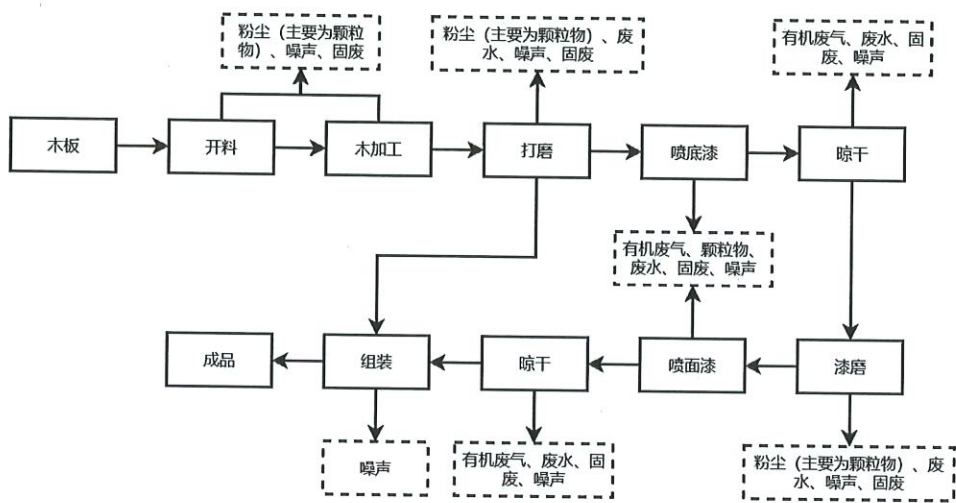 粉尘（主要为颗粒
物）、噪声、固废
粉尘（主要为颗粒物）、废
水、噪声、固废
有机废气、废水、固
废、噪声
木板
开料
木加工
打磨
喷底漆
晾干
有机废气、颗粒物、
废水、固废、噪声
成品
组装
晾干
喷面漆
漆磨
噪声
有机废气、废水、固
废、噪声
粉尘（主要为颗粒物）、废
水、噪声、固废